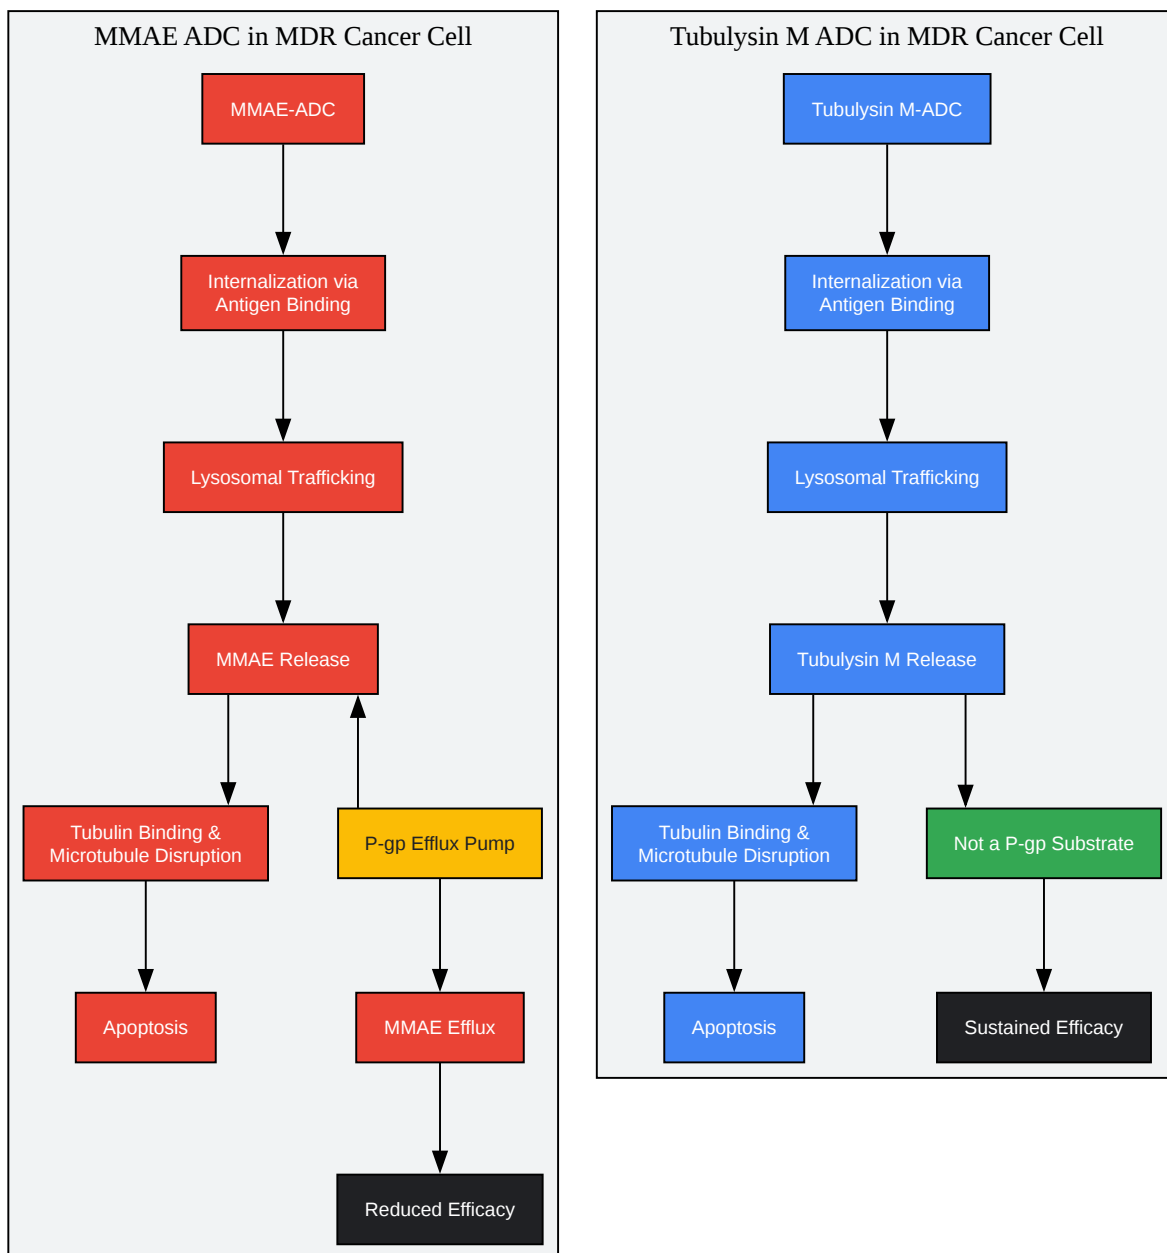 MMAE ADC in MDR Cancer Cell
MMAE-ADC
Internalization via
Antigen Binding
Lysosomal Trafficking
MMAE Release
Tubulin Binding &
Microtubule Disruption
P-gp Efflux Pump
Apoptosis
MMAE Efflux
Reduced Efficacy
Tubulysin M ADC in MDR Cancer Cell
Tubulysin M-ADC
Internalization via
Antigen Binding
Lysosomal Trafficking
Tubulysin M Release
Tubulin Binding &
Microtubule Disruption
Not a P-gp Substrate
Apoptosis
Sustained Efficacy